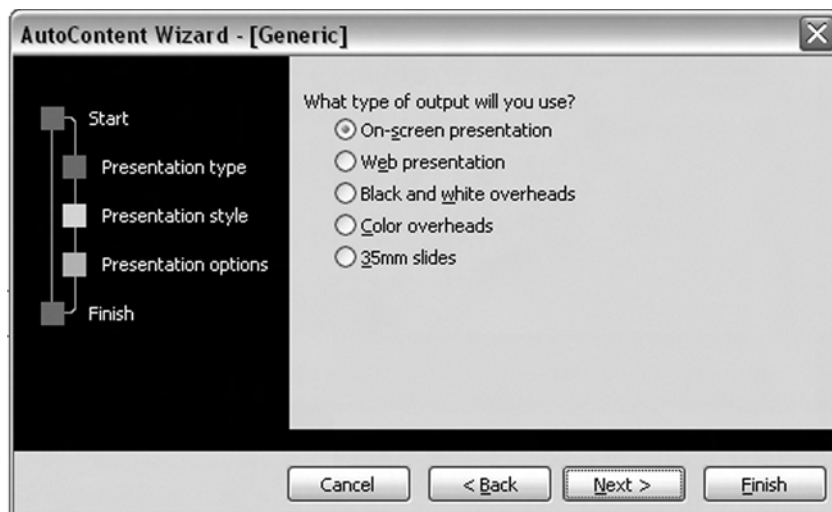 AutoContent Wizard - [Generic]
Start
Presentation type
Presentation style
Presentation options
Finish
What type of output will you use?
On-screen presentation
Web presentation
Black and white overheads
Color overheads
35mm slides
Cancel
< Back
Next >
Finish